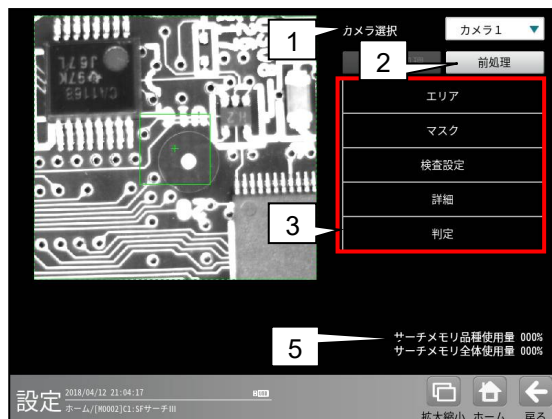 1
カメラ選択
カメラ1
2
前処理
エリア
マスク
検査設定
詳細
3
判定
サーチメモリ品種使用量 000%
サーチメモリ全体使用量 000%
5
設定
2018/04/12 21:04:17
ホーム/[M0002]C1:SFサーチIII
拡大縮小
ホーム
戻る